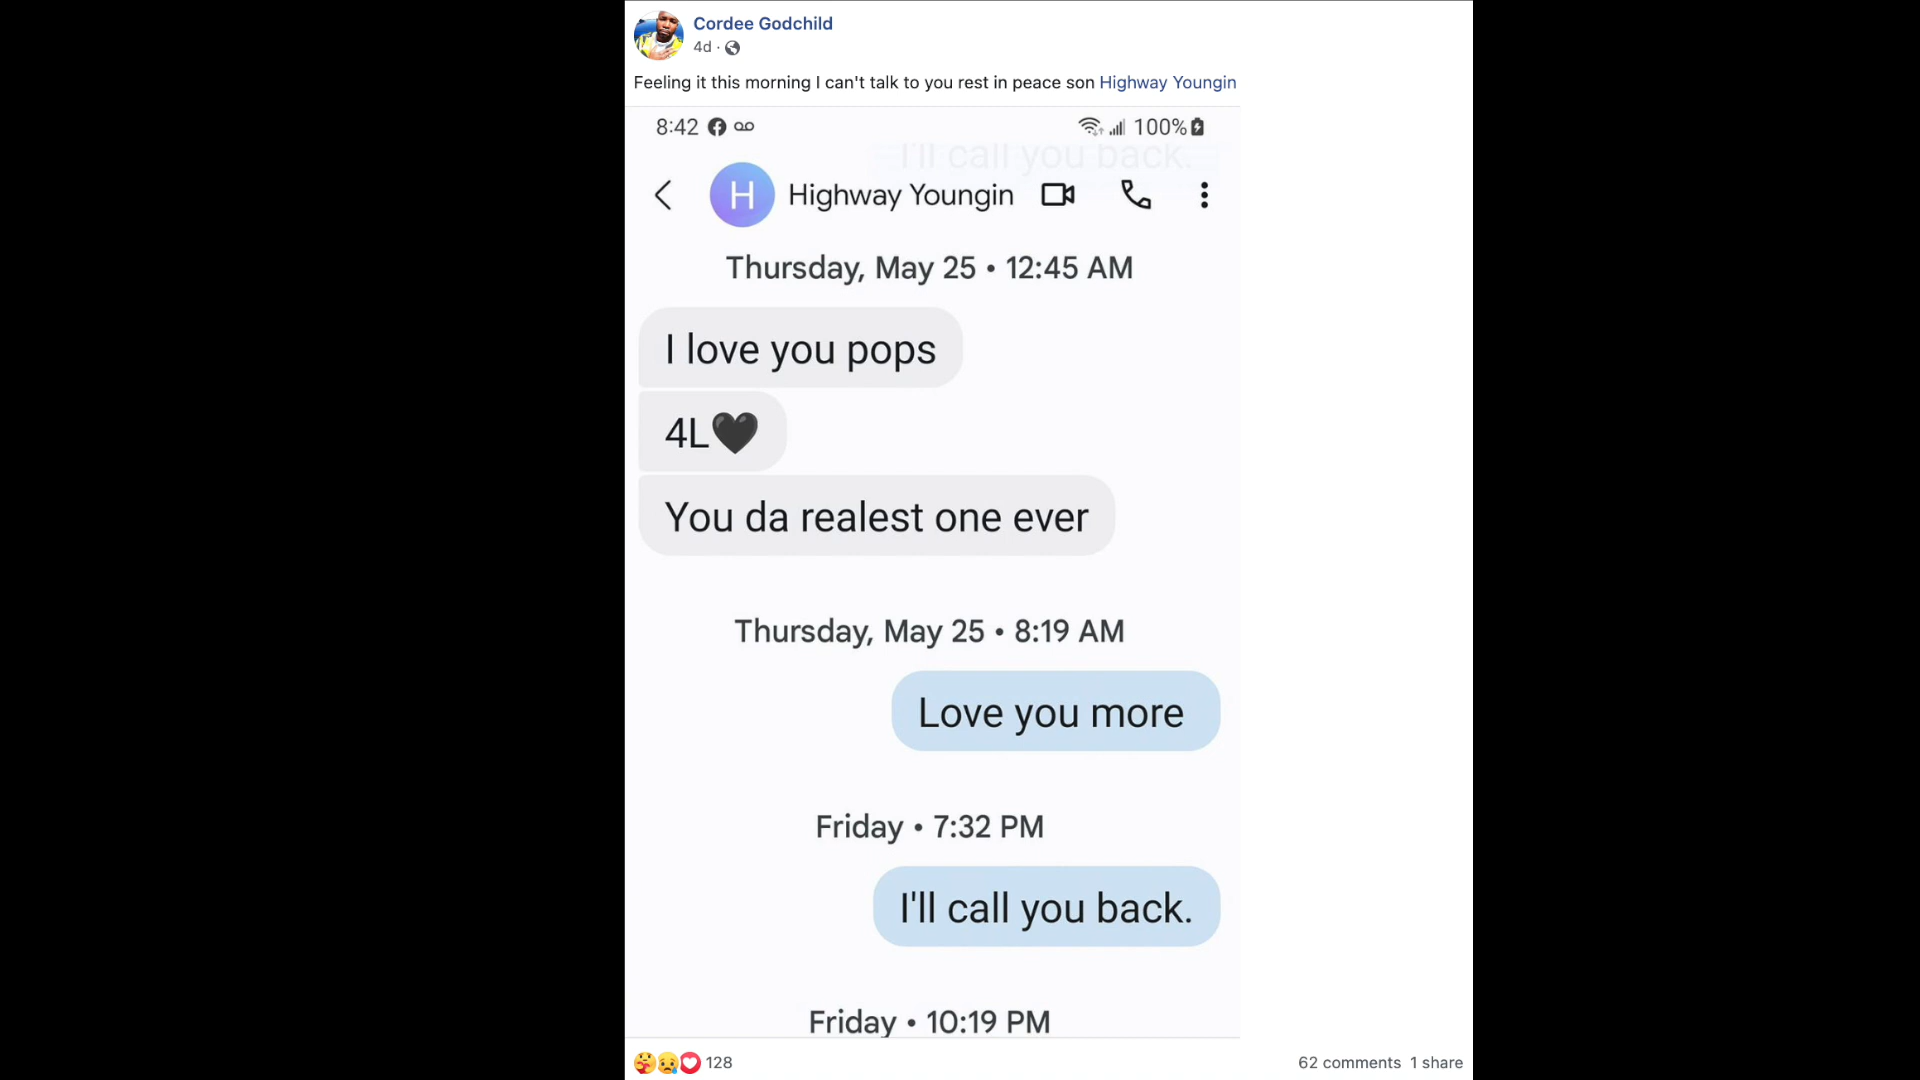 Cordee Godchild
4d ·
Feeling it this morning I can't talk to you rest in peace son Highway Youngin
8:42 100%
I'll call you back.
H Highway Youngin
Thursday, May 25 • 12:45 AM
I love you pops
4L🖤
You da realest one ever
Thursday, May 25 • 8:19 AM
Love you more
Friday • 7:32 PM
I'll call you back.
Friday • 10:19 PM
128 62 comments 1 share